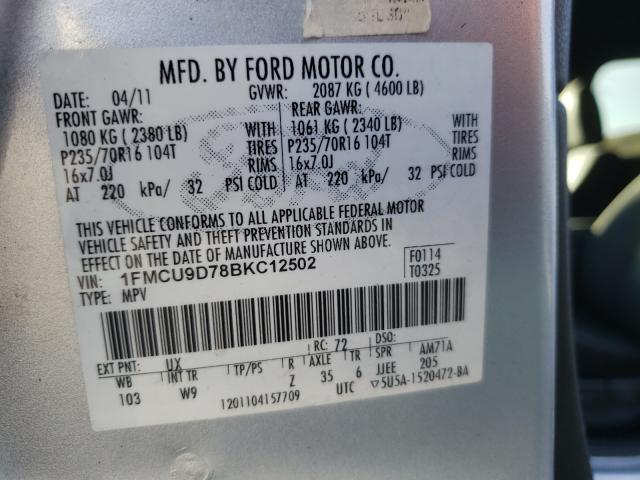 MFD. BY FORD MOTOR CO.
DATE: 04/11 GVWR: 2087 KG ( 4600 LB)
FRONT GAWR: REAR GAWR:
1080 KG ( 2380 LB) WITH 1061 KG ( 2340 LB) WITH
P235/70R16 104T TIRES P235/70R16 104T TIRES
16x7.0J RIMS 16x7.0J RIMS
AT 220 kPa/ 32 PSI COLD AT 220 kPa/ 32 PSI COLD
THIS VEHICLE CONFORMS TO ALL APPLICABLE FEDERAL MOTOR
VEHICLE SAFETY AND THEFT PREVENTION STANDARDS IN
EFFECT ON THE DATE OF MANUFACTURE SHOWN ABOVE.
VIN: 1FMCU9D78BKC12502 F0114
TYPE: MPV T0325
EXT PNT: UX RC: 72 DSO:
WB INT TR TP/PS R AXLE TR SPR AM71A
103 W9 Z 35 6 JJEE 205
1201104157709 UTC ▽5U5A-1520472-BA